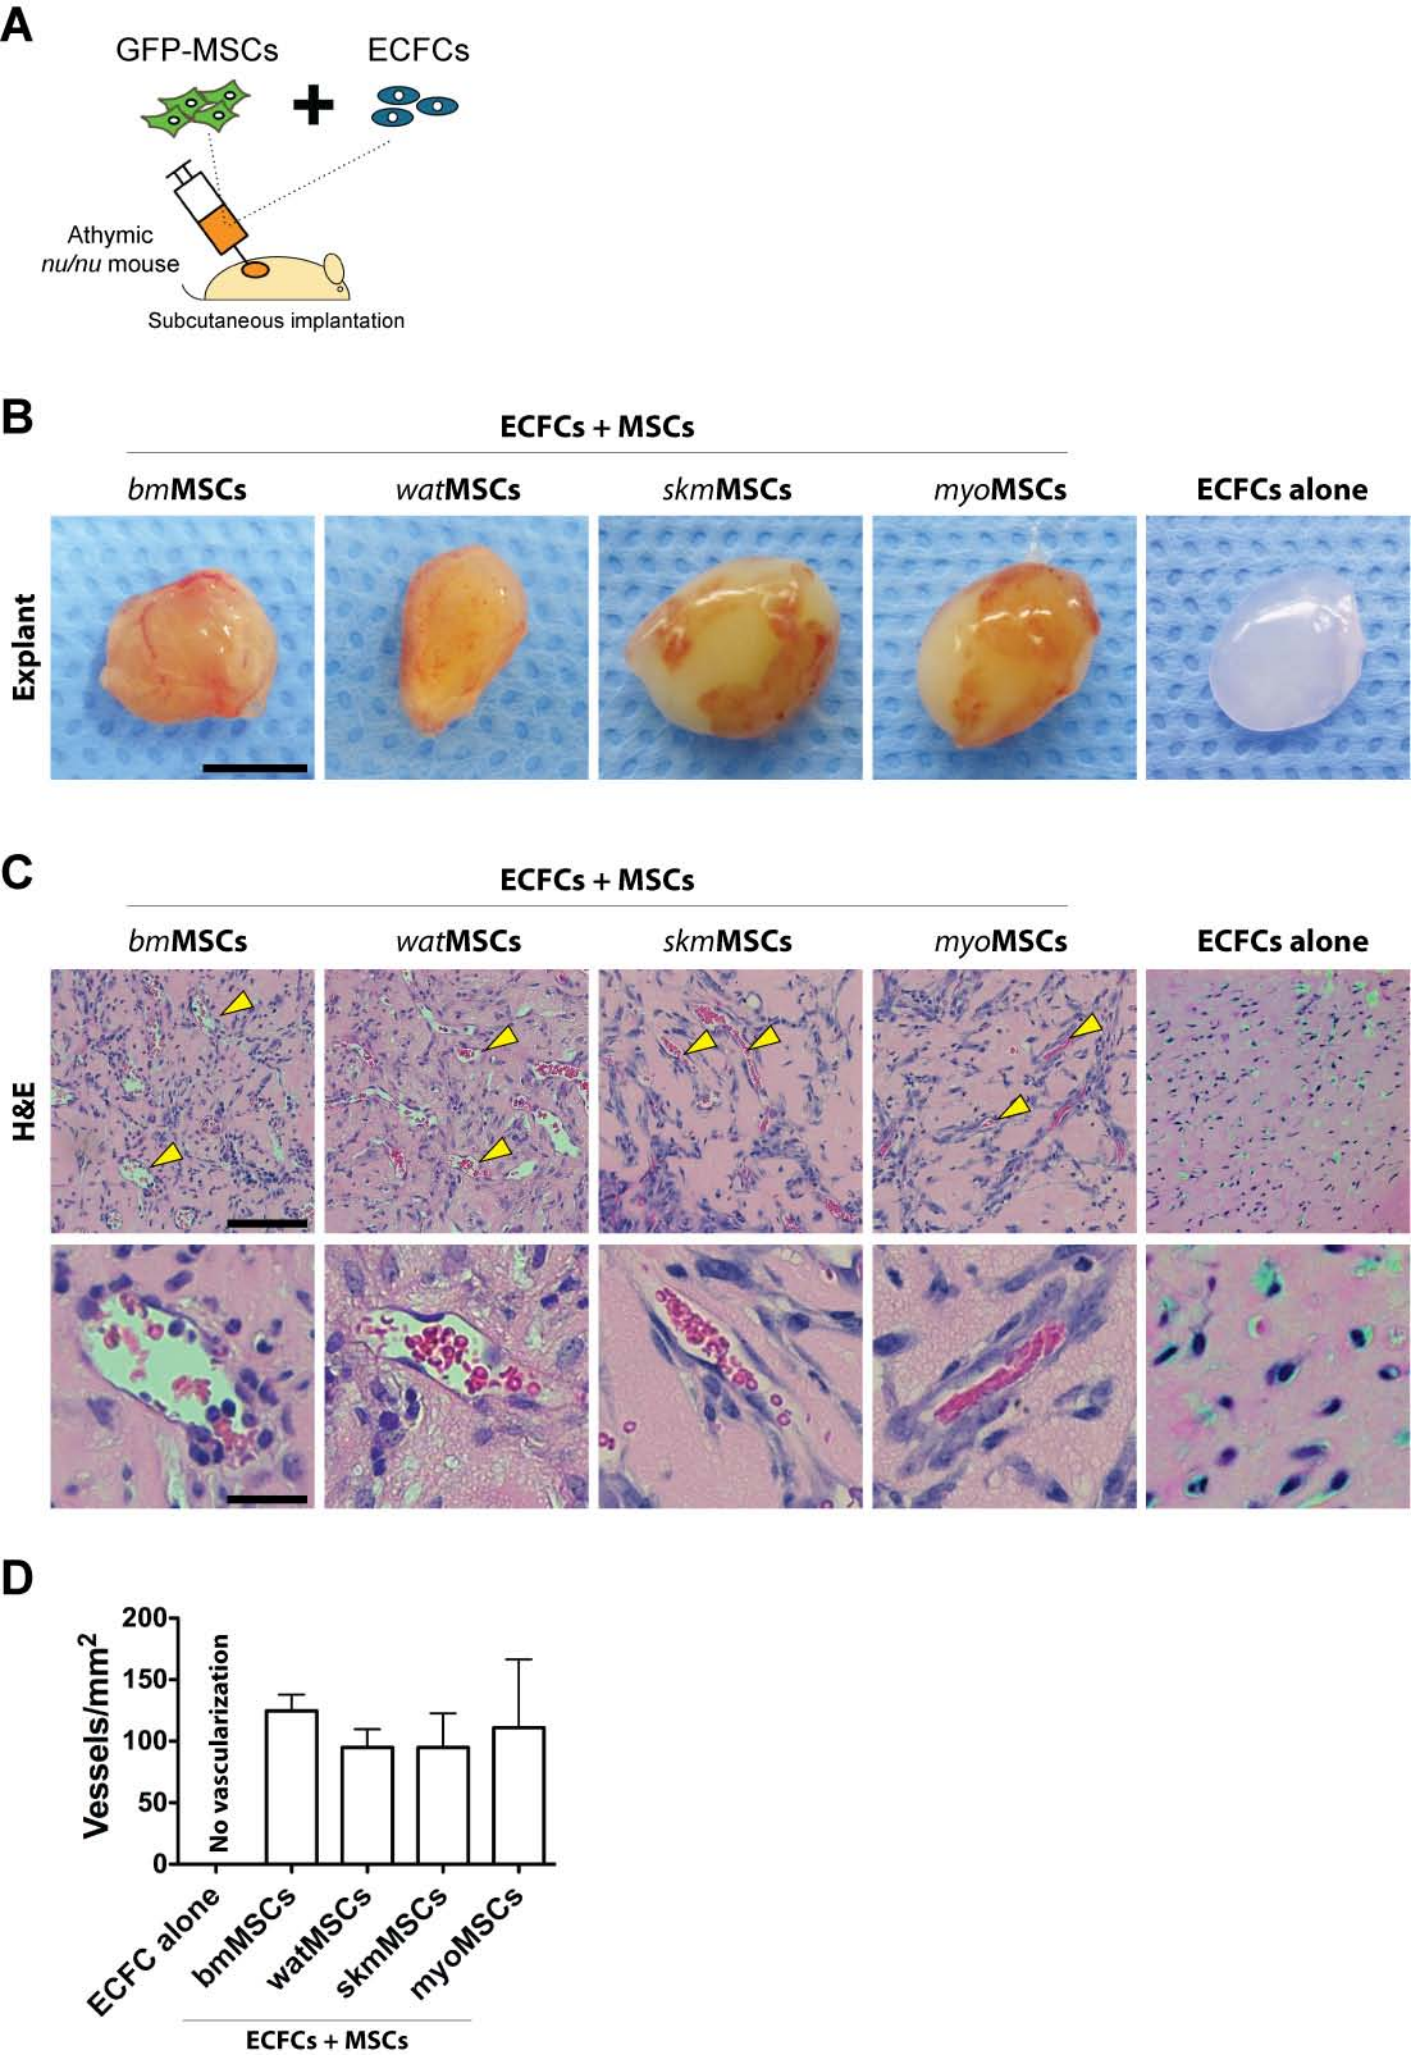 A
GFP-MSCs ECFCs
Athymic
nu/nu mouse
Subcutaneous implantation
B
ECFCs + MSCs
bmMSCs watMSCs skmMSCs myoMSCs ECFCs alone
Explant
C
ECFCs + MSCs
bmMSCs watMSCs skmMSCs myoMSCs ECFCs alone
H&E
D
Vessels/mm²
200
150
100
50
0
No vascularization
ECFC alone
bmMSCs
watMSCs
skmMSCs
myoMSCs
ECFCs + MSCs